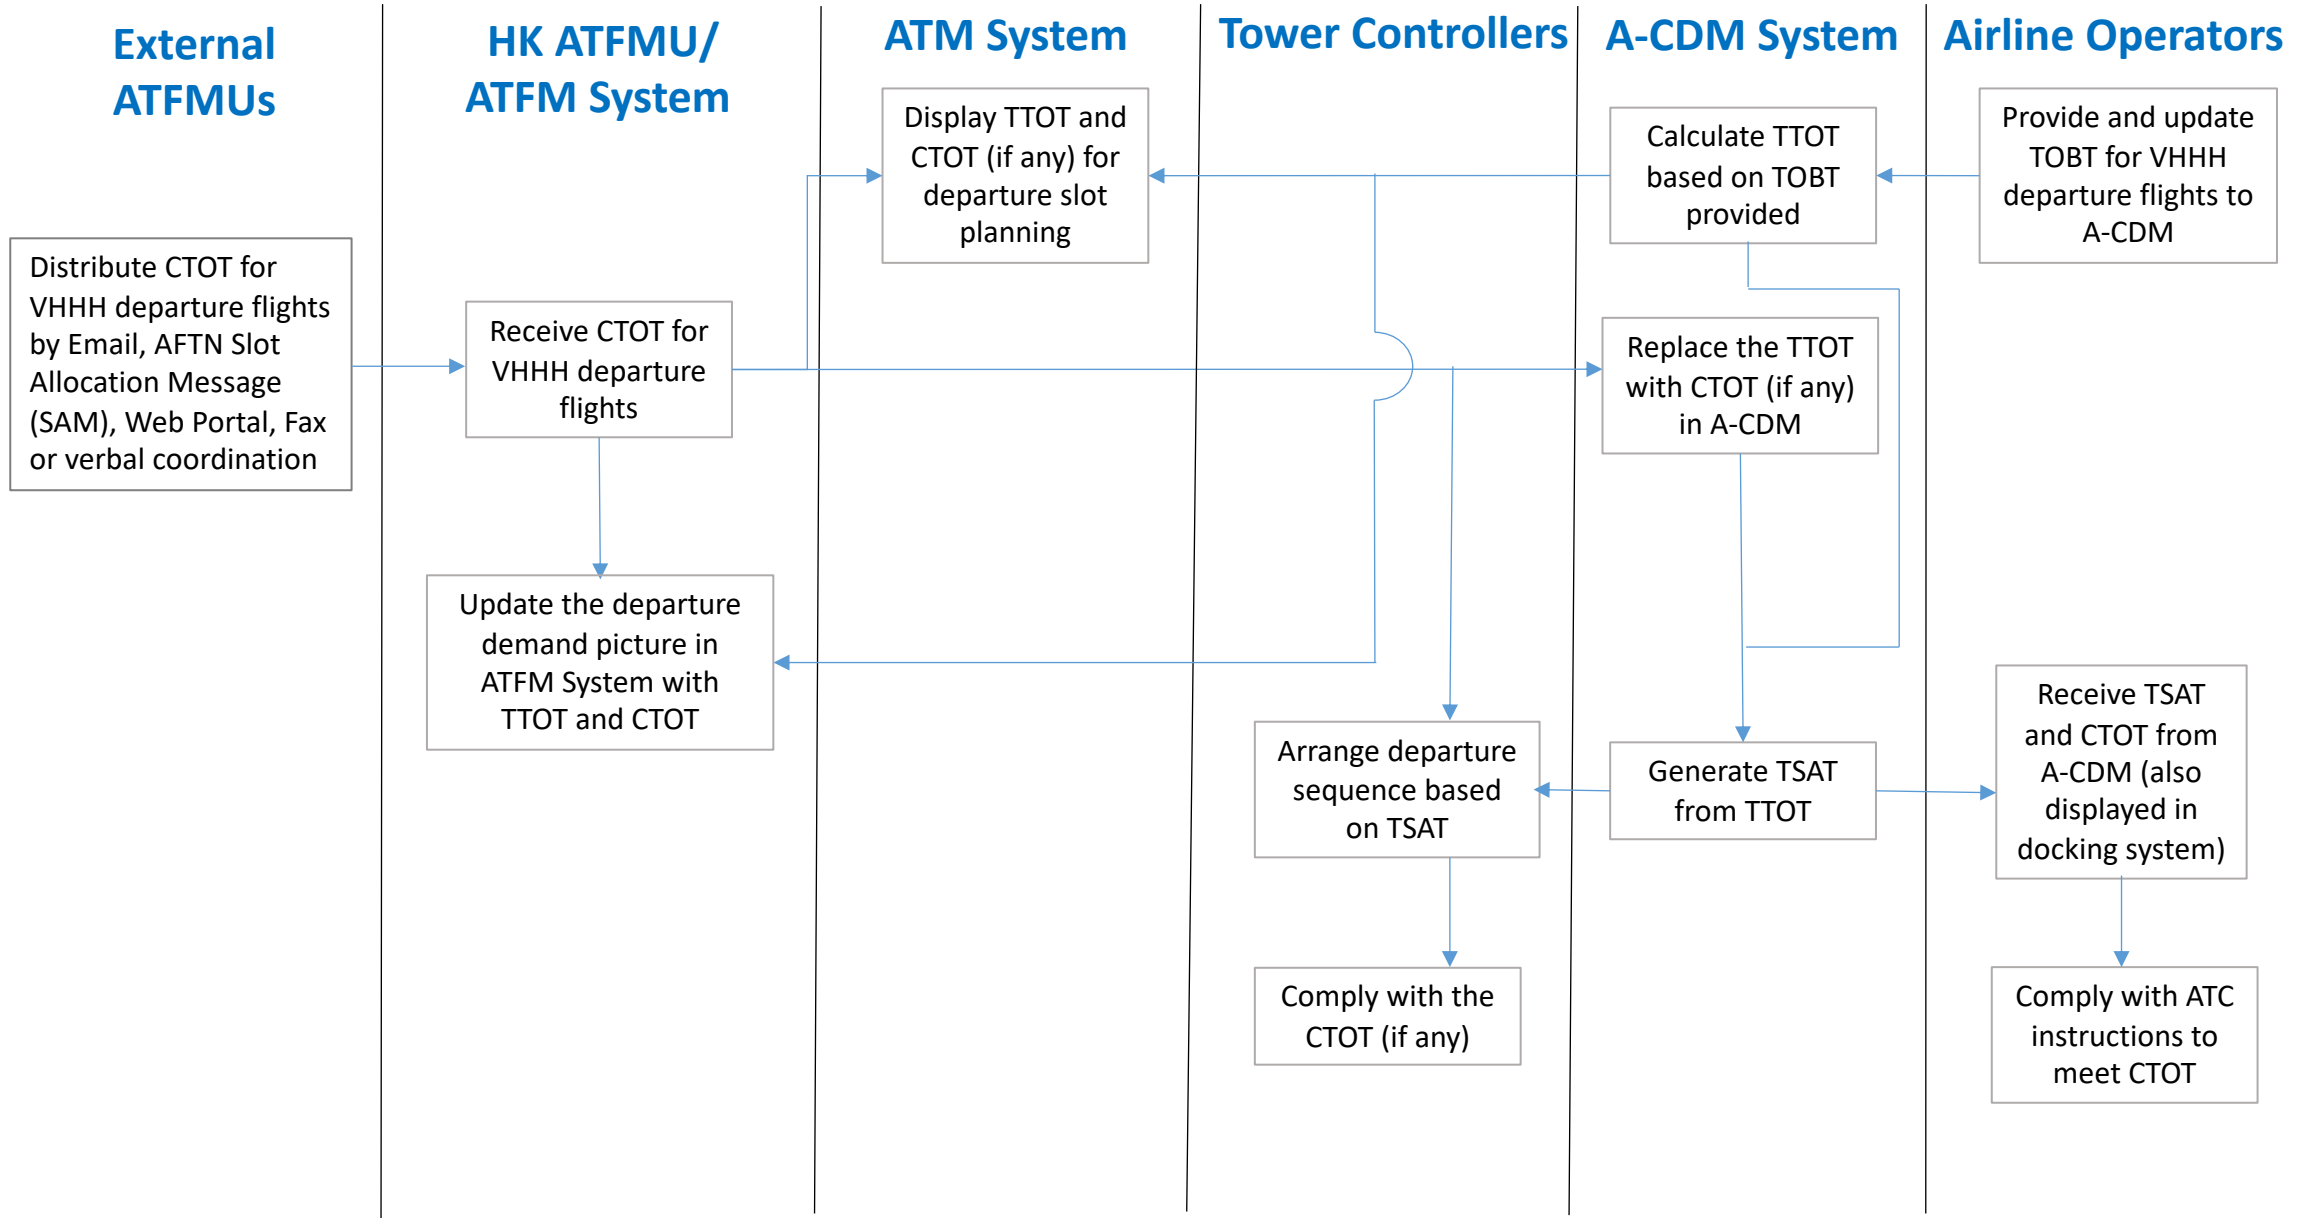 External
ATFMUs
HK ATFMU/
ATFM System
ATM System
Tower Controllers
A-CDM System
Airline Operators
Distribute CTOT for
VHHH departure flights
by Email, AFTN Slot
Allocation Message
(SAM), Web Portal, Fax
or verbal coordination
Receive CTOT for
VHHH departure
flights
Update the departure
demand picture in
ATFM System with
TTOT and CTOT
Display TTOT and
CTOT (if any) for
departure slot
planning
Arrange departure
sequence based
on TSAT
Comply with the
CTOT (if any)
Calculate TTOT
based on TOBT
provided
Replace the TTOT
with CTOT (if any)
in A-CDM
Generate TSAT
from TTOT
Provide and update
TOBT for VHHH
departure flights to
A-CDM
Receive TSAT
and CTOT from
A-CDM (also
displayed in
docking system)
Comply with ATC
instructions to
meet CTOT